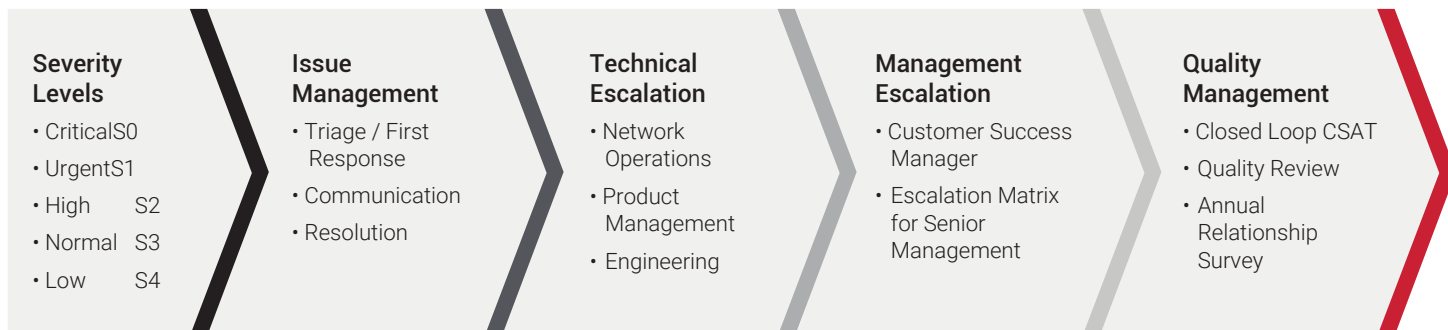 Severity
Levels
• CriticalS0
• UrgentS1
• High S2
• Normal S3
• Low S4
Issue
Management
• Triage / First
Response
• Communication
• Resolution
Technical
Escalation
• Network
Operations
• Product
Management
• Engineering
Management
Escalation
• Customer Success
Manager
• Escalation Matrix
for Senior
Management
Quality
Management
• Closed Loop CSAT
• Quality Review
• Annual
Relationship
Survey